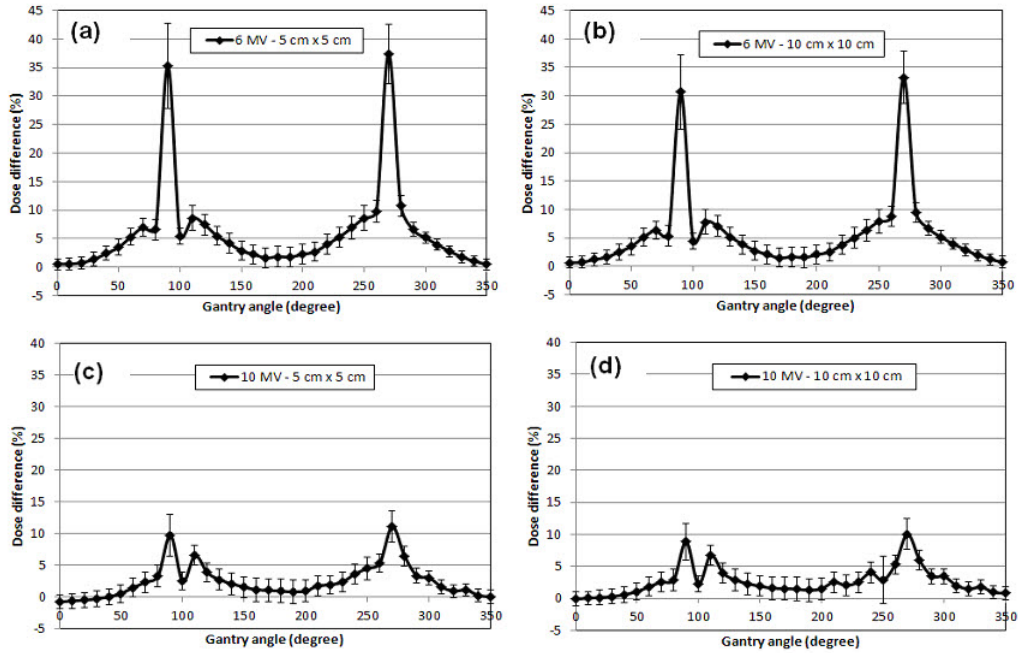 (a)
6 MV - 5 cm x 5 cm
Dose difference (%)
45
40
35
30
25
20
15
10
5
0
-5
0 50 100 150 200 250 300 350
Gantry angle (degree)
(b)
6 MV - 10 cm x 10 cm
Dose difference (%)
45
40
35
30
25
20
15
10
5
0
-5
0 50 100 150 200 250 300 350
Gantry angle (degree)
(c)
10 MV - 5 cm x 5 cm
Dose difference (%)
40
35
30
25
20
15
10
5
0
-5
0 50 100 150 200 250 300 350
Gantry angle (degree)
(d)
10 MV - 10 cm x 10 cm
Dose difference (%)
40
35
30
25
20
15
10
5
0
-5
0 50 100 150 200 250 300 350
Gantry angle (degree)